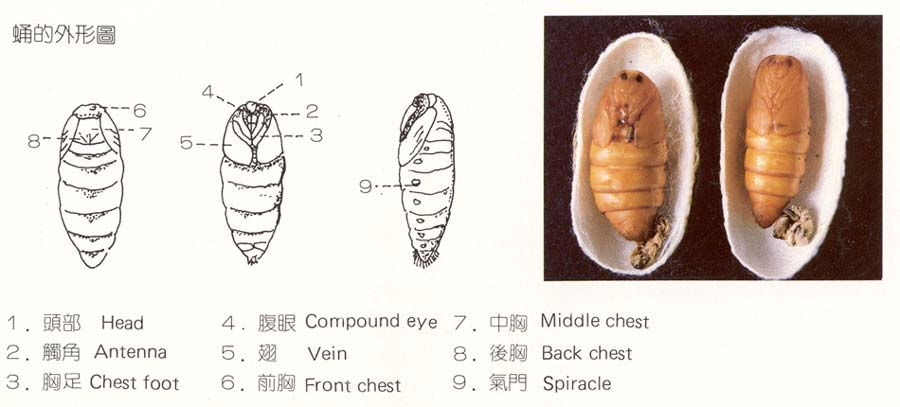 蛹的外形圖
1
4
6
2
7
3
8
5
9
1. 頭部 Head
4. 腹眼 Compound eye
7. 中胸 Middle chest
2. 觸角 Antenna
5. 翅 Vein
8. 後胸 Back chest
3. 胸足 Chest foot
6. 前胸 Front chest
9. 氣門 Spiracle